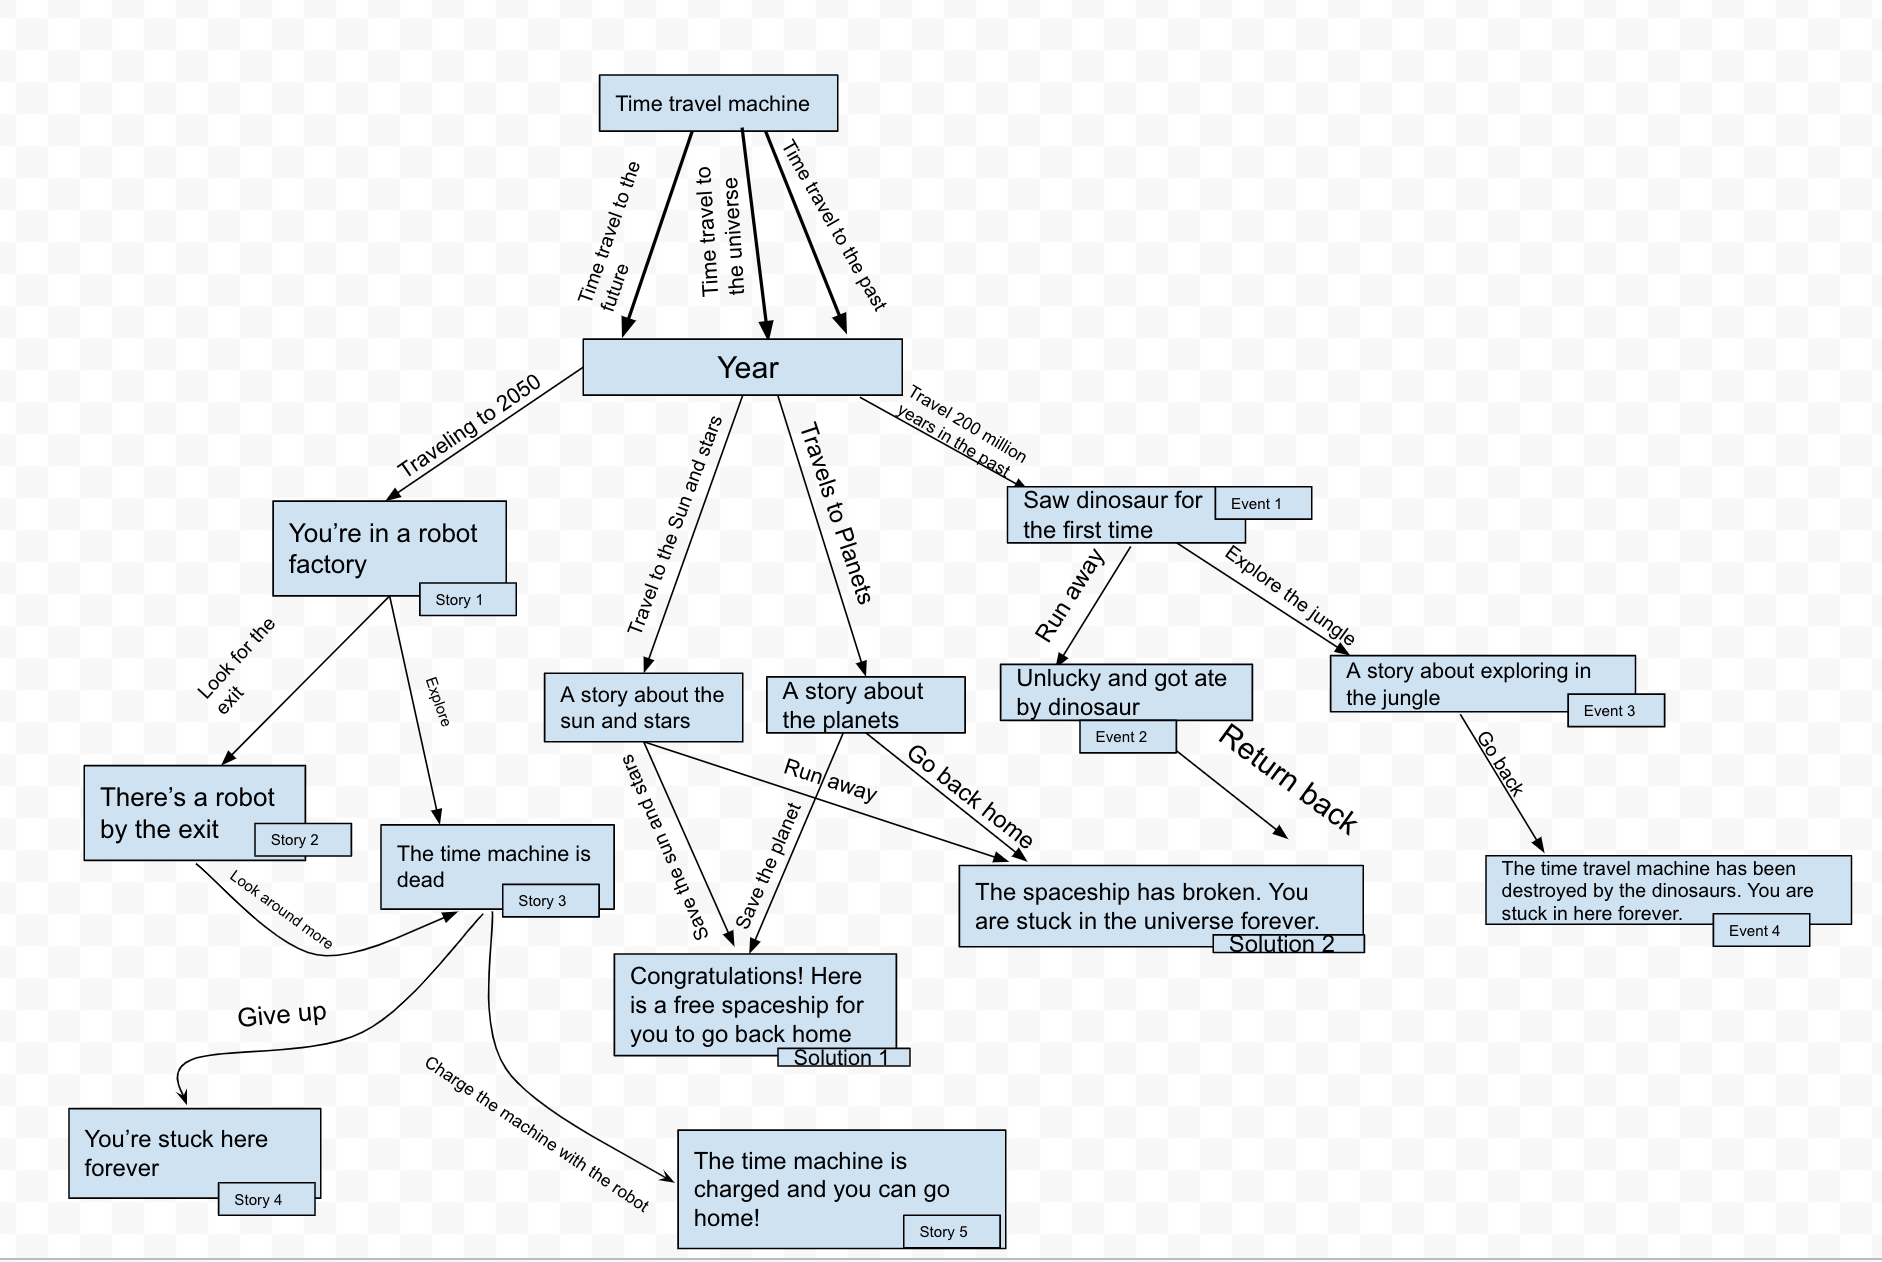 Time travel machine
Time travel to the
future
Time travel to
the universe
Time travel to the past
Year
Traveling to 2050
Travel to the Sun and stars
Travels to Planets
Travel 200 million
years in the past
You're in a robot
factory
Story 1
Saw dinosaur for
the first time
Event 1
Look for the
exit
Explore
Run away
Explore the jungle
A story about the
sun and stars
A story about
the planets
Unlucky and got ate
by dinosaur
Event 2
A story about exploring in
the jungle
Event 3
There's a robot
by the exit
Story 2
The time machine is
dead
Story 3
Look around more
Save the sun and stars
Run away
Save the planet
Go back home
Return back
Go back
The spaceship has broken. You
are stuck in the universe forever.
Solution 2
The time travel machine has been
destroyed by the dinosaurs. You are
stuck in here forever.
Event 4
Congratulations! Here
is a free spaceship for
you to go back home
Solution 1
Give up
Charge the machine with the robot
You're stuck here
forever
Story 4
The time machine is
charged and you can go
home!
Story 5